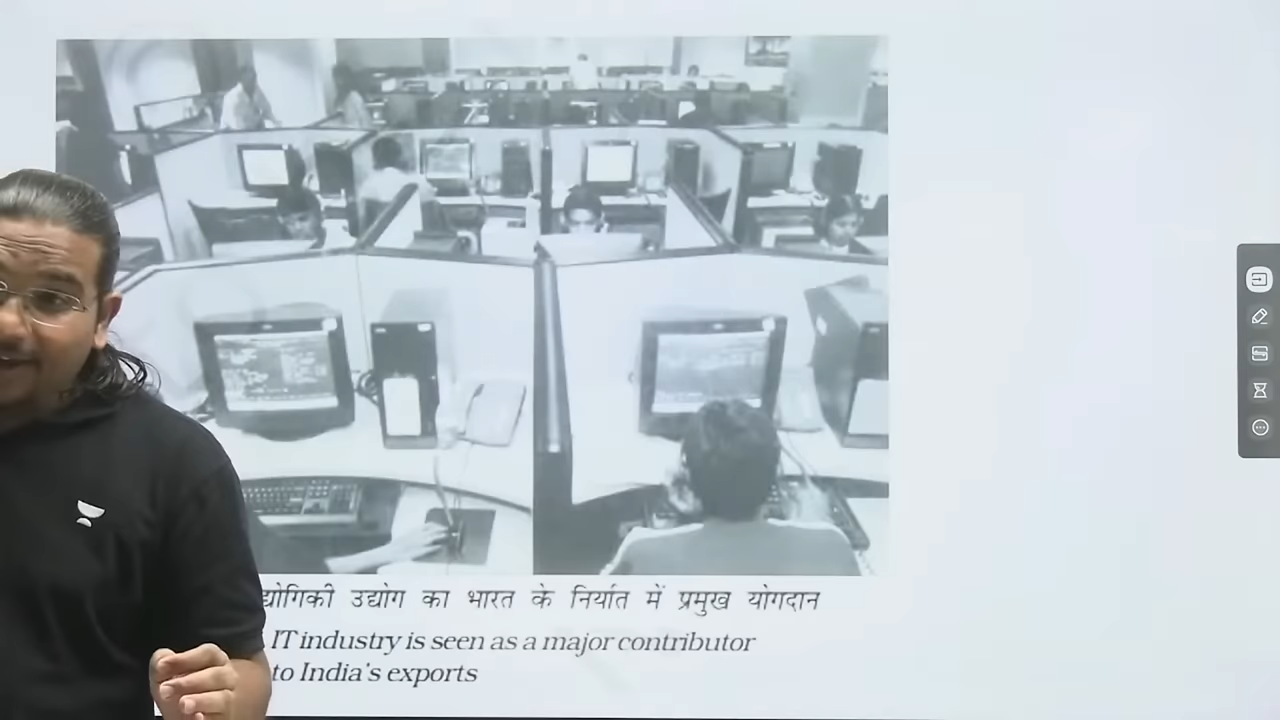 उद्योग का भारत के निर्यात में प्रमुख योगदान
IT industry is seen as a major contributor
to India's exports